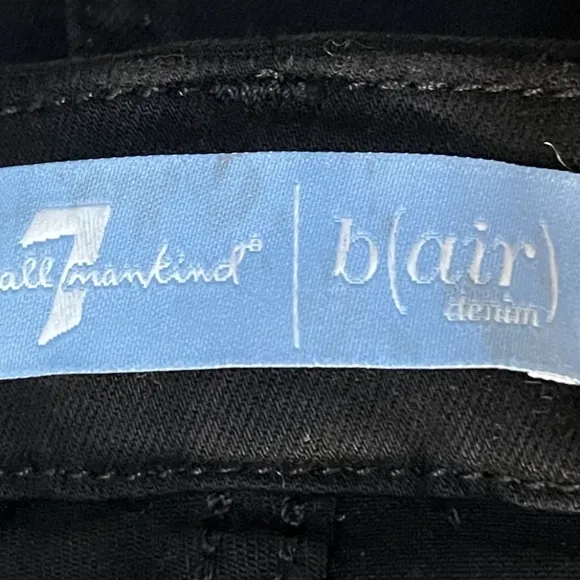 7
all mankind®
b(air)
denim